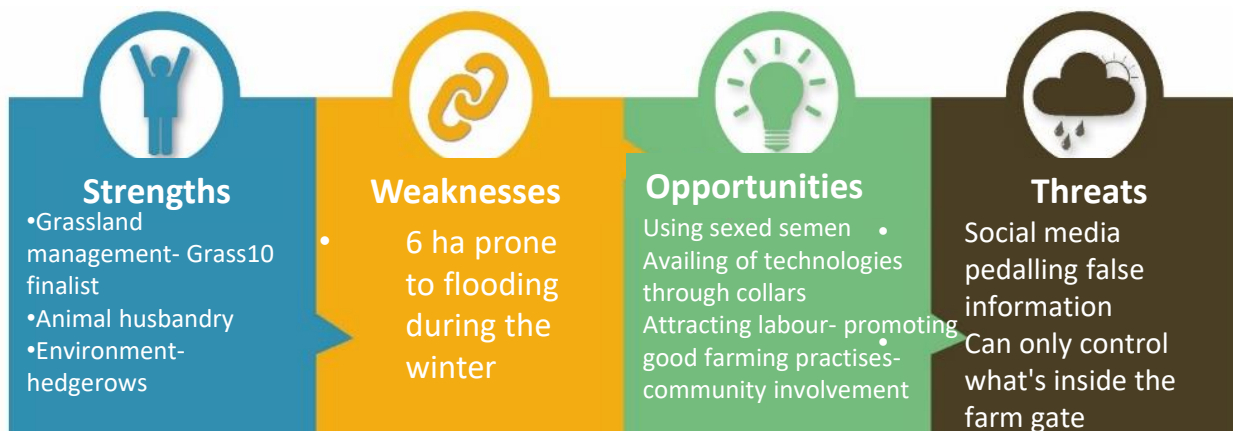 Strengths
•Grassland
management- Grass10
finalist
•Animal husbandry
•Environment-
hedgerows
Weaknesses
• 6 ha prone
to flooding
during the
winter
Opportunities
Using sexed semen •
Availing of technologies
through collars
Attracting labour- promoting
good farming practises- •
community involvement
Threats
Social media
pedalling false
information
Can only control
what's inside the
farm gate